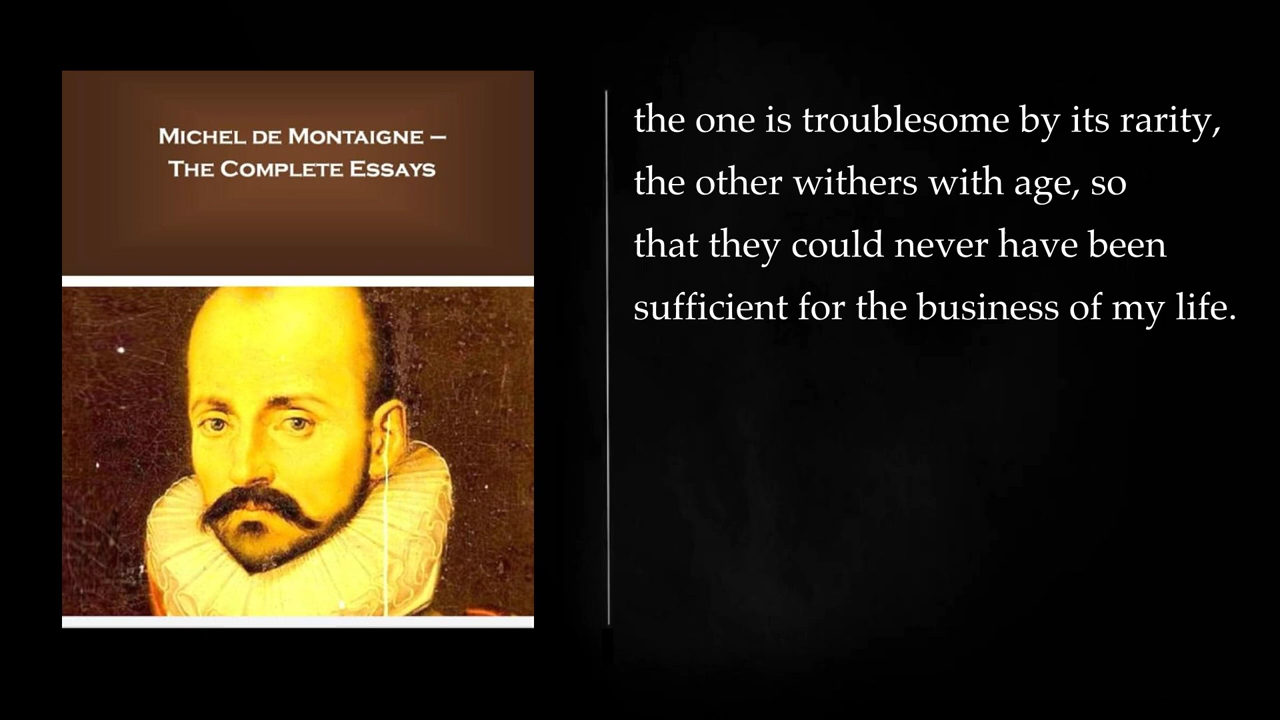 Michel de Montaigne –
The Complete Essays
the one is troublesome by its rarity,
the other withers with age, so
that they could never have been
sufficient for the business of my life.